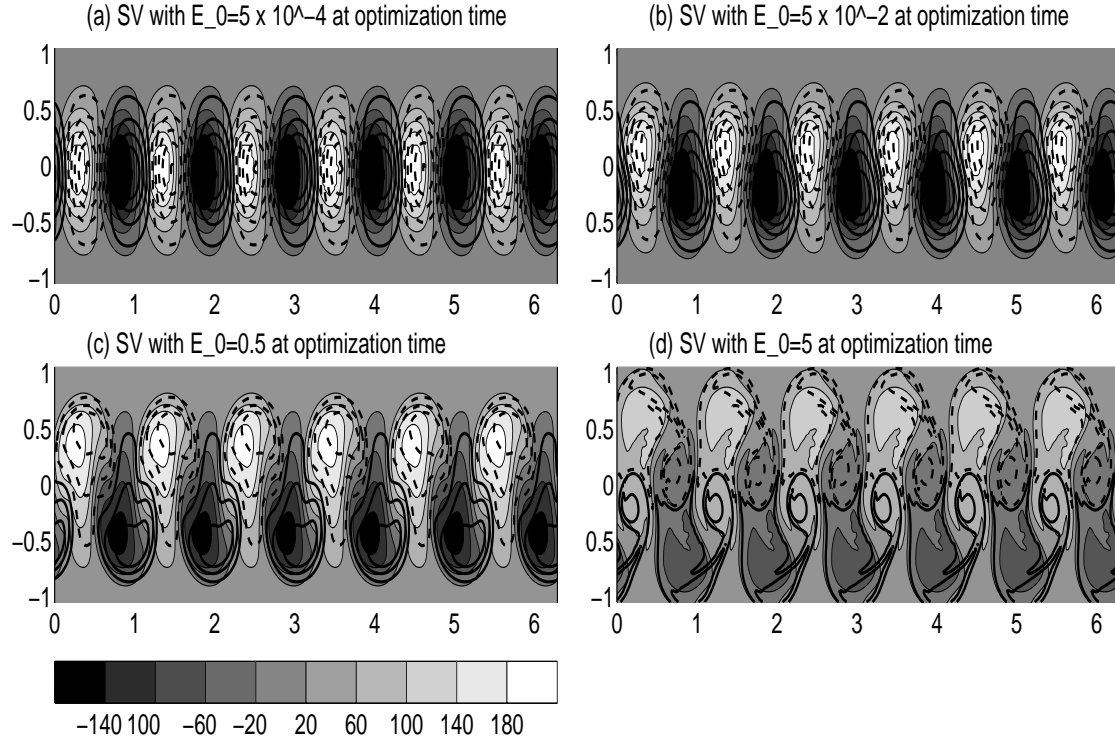 (a) SV with E_0=5 x 10^−4 at optimization time
(b) SV with E_0=5 x 10^−2 at optimization time
1
0.5
0
0.5
−1
0 1 2 3 4 5 6
1
0.5
0
0.5
−1
0 1 2 3 4 5 6
(c) SV with E_0=0.5 at optimization time
(d) SV with E_0=5 at optimization time
1
0.5
0
−0.5
−1
0 1 2 3 4 5 6
1
0.5
0
−0.5
−1
0 1 2 3 4 5 6
−140 100 −60 −20 20 60 100 140 180